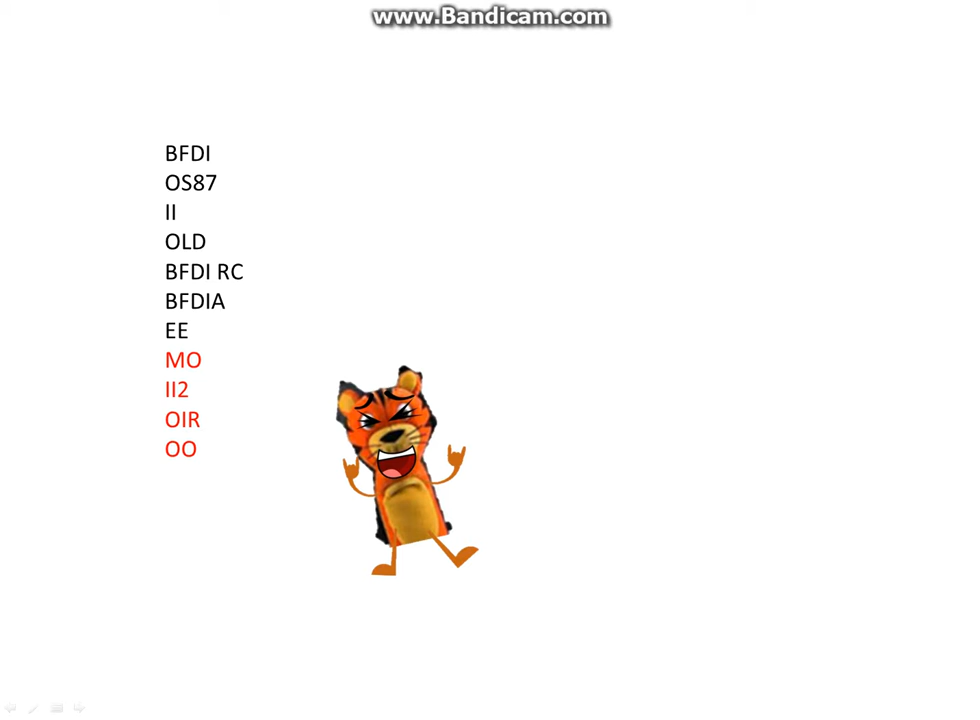 www.Bandicam.com
BFDI
OS87
II
OLD
BFDI RC
BFDIA
EE
MO
II2
OIR
OO